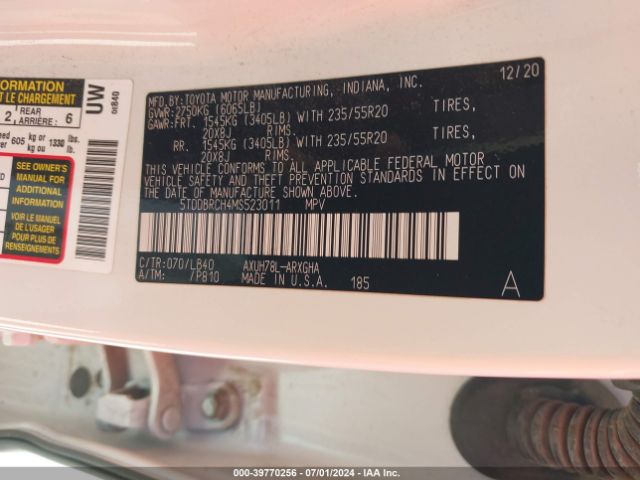 ORMATION
T LE CHARGEMENT
2 REAR ARRIÈRE: 6
eed 605 kg or kg ou 1330 lbs. lb.
SEE OWNER'S
MANUAL FOR
ADDITIONAL
INFORMATION
VOIR LE MANUEL
DE L'USAGER
POUR PLUS DE
RENSEIGNEMENTS
UW
0t840
12/20
MFD.BY:TOYOTA MOTOR MANUFACTURING, INDIANA, INC.
GVWR:2750KG (6065LB)
GAWR:FRT. 1545KG (3405LB) WITH 235/55R20 TIRES,
20X8J RIMS.
RR. 1545KG (3405LB) WITH 235/55R20 TIRES,
20X8J RIMS.
THIS VEHICLE CONFORMS TO ALL APPLICABLE FEDERAL MOTOR
VEHICLE SAFETY AND THEFT PREVENTION STANDARDS IN EFFECT ON
THE DATE OF MANUFACTURE SHOWN ABOVE.
5TDDBRCH4MS523011 MPV
C/TR:070/LB40 AXUH78L-ARXGHA
A/TM: /P810 MADE IN U.S.A. 185
A
000-39770256 - 07/01/2024 - IAA Inc.